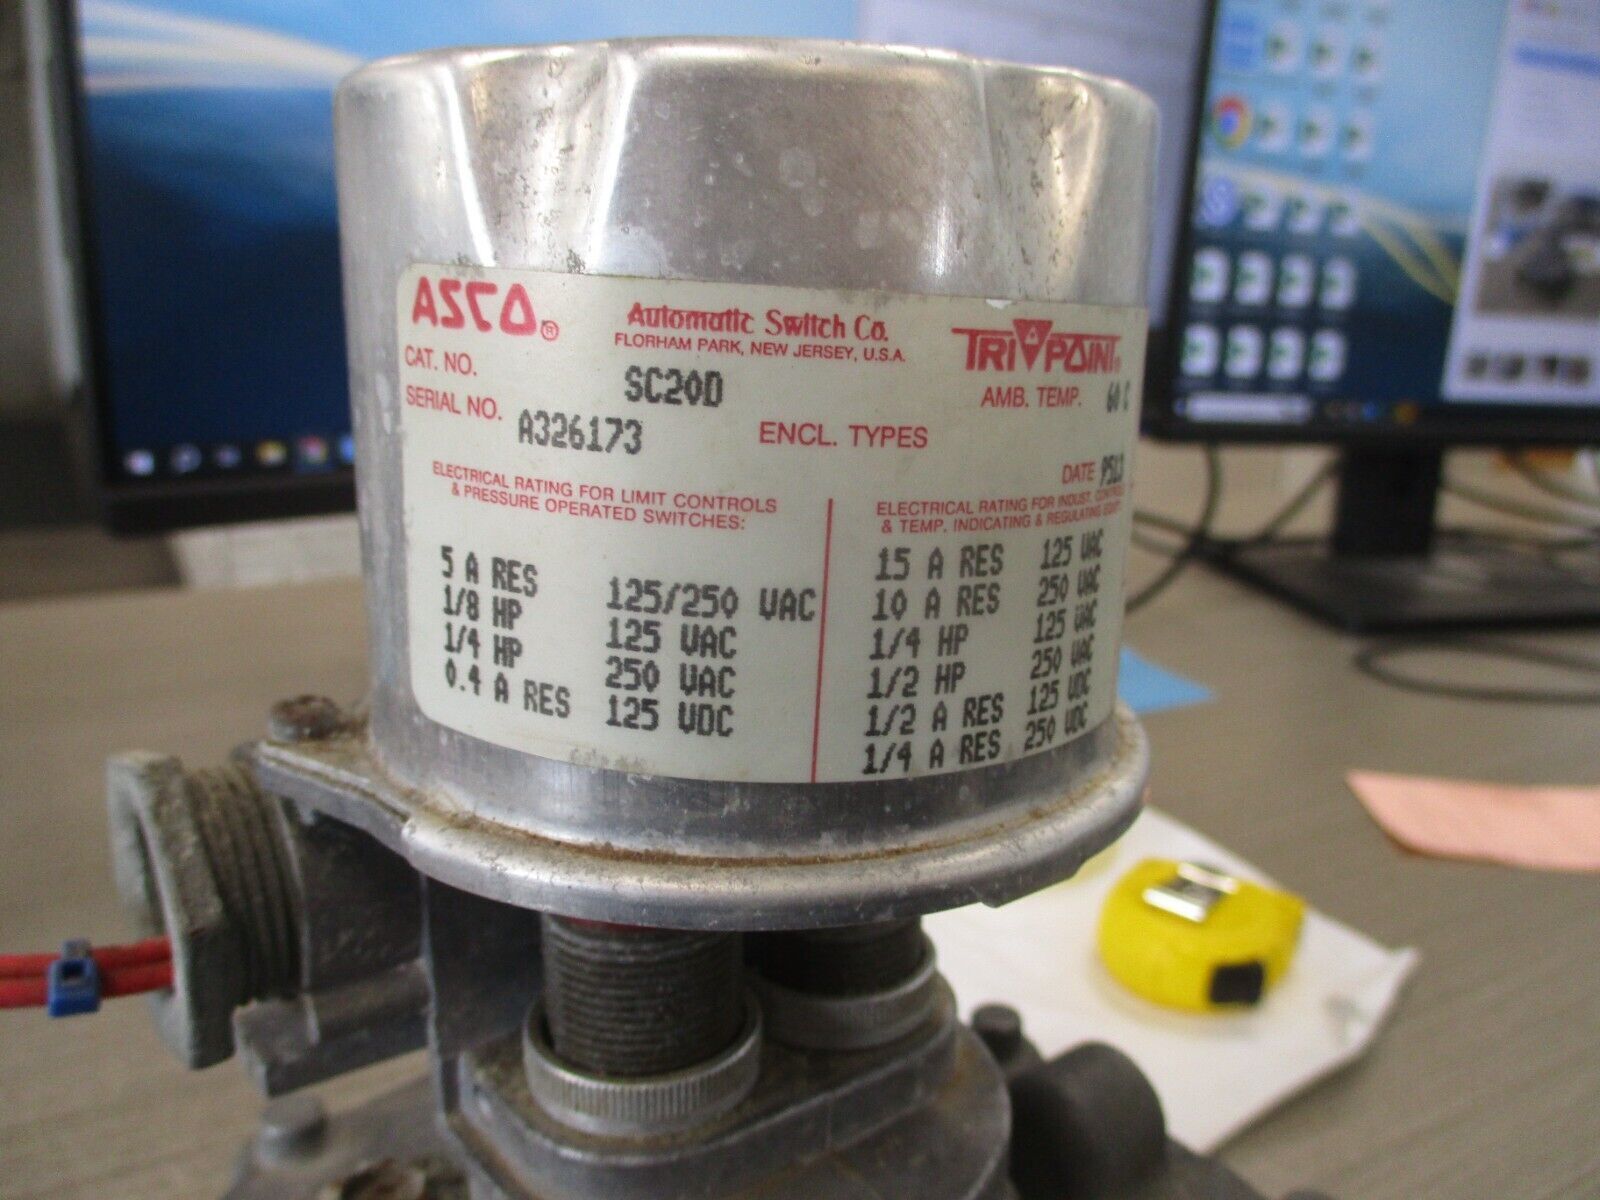 ASCO®
Automatic Switch Co.
FLORHAM PARK, NEW JERSEY, U.S.A.
TRI POINT®
CAT. NO. SC20D
AMB. TEMP. 60 C
SERIAL NO. A326173
ENCL. TYPES
DATE
ELECTRICAL RATING FOR LIMIT CONTROLS
& PRESSURE OPERATED SWITCHES:
5 A RES 125/250 VAC
1/8 HP 125 VAC
1/4 HP 250 VAC
0.4 A RES 125 VDC
ELECTRICAL RATING FOR INDUST. CONTROLS
& TEMP. INDICATING & REGULATING
15 A RES 125 VAC
10 A RES 250 VAC
1/4 HP 125 VAC
1/2 HP 250 VAC
1/2 A RES 125 VDC
1/4 A RES 250 VDC